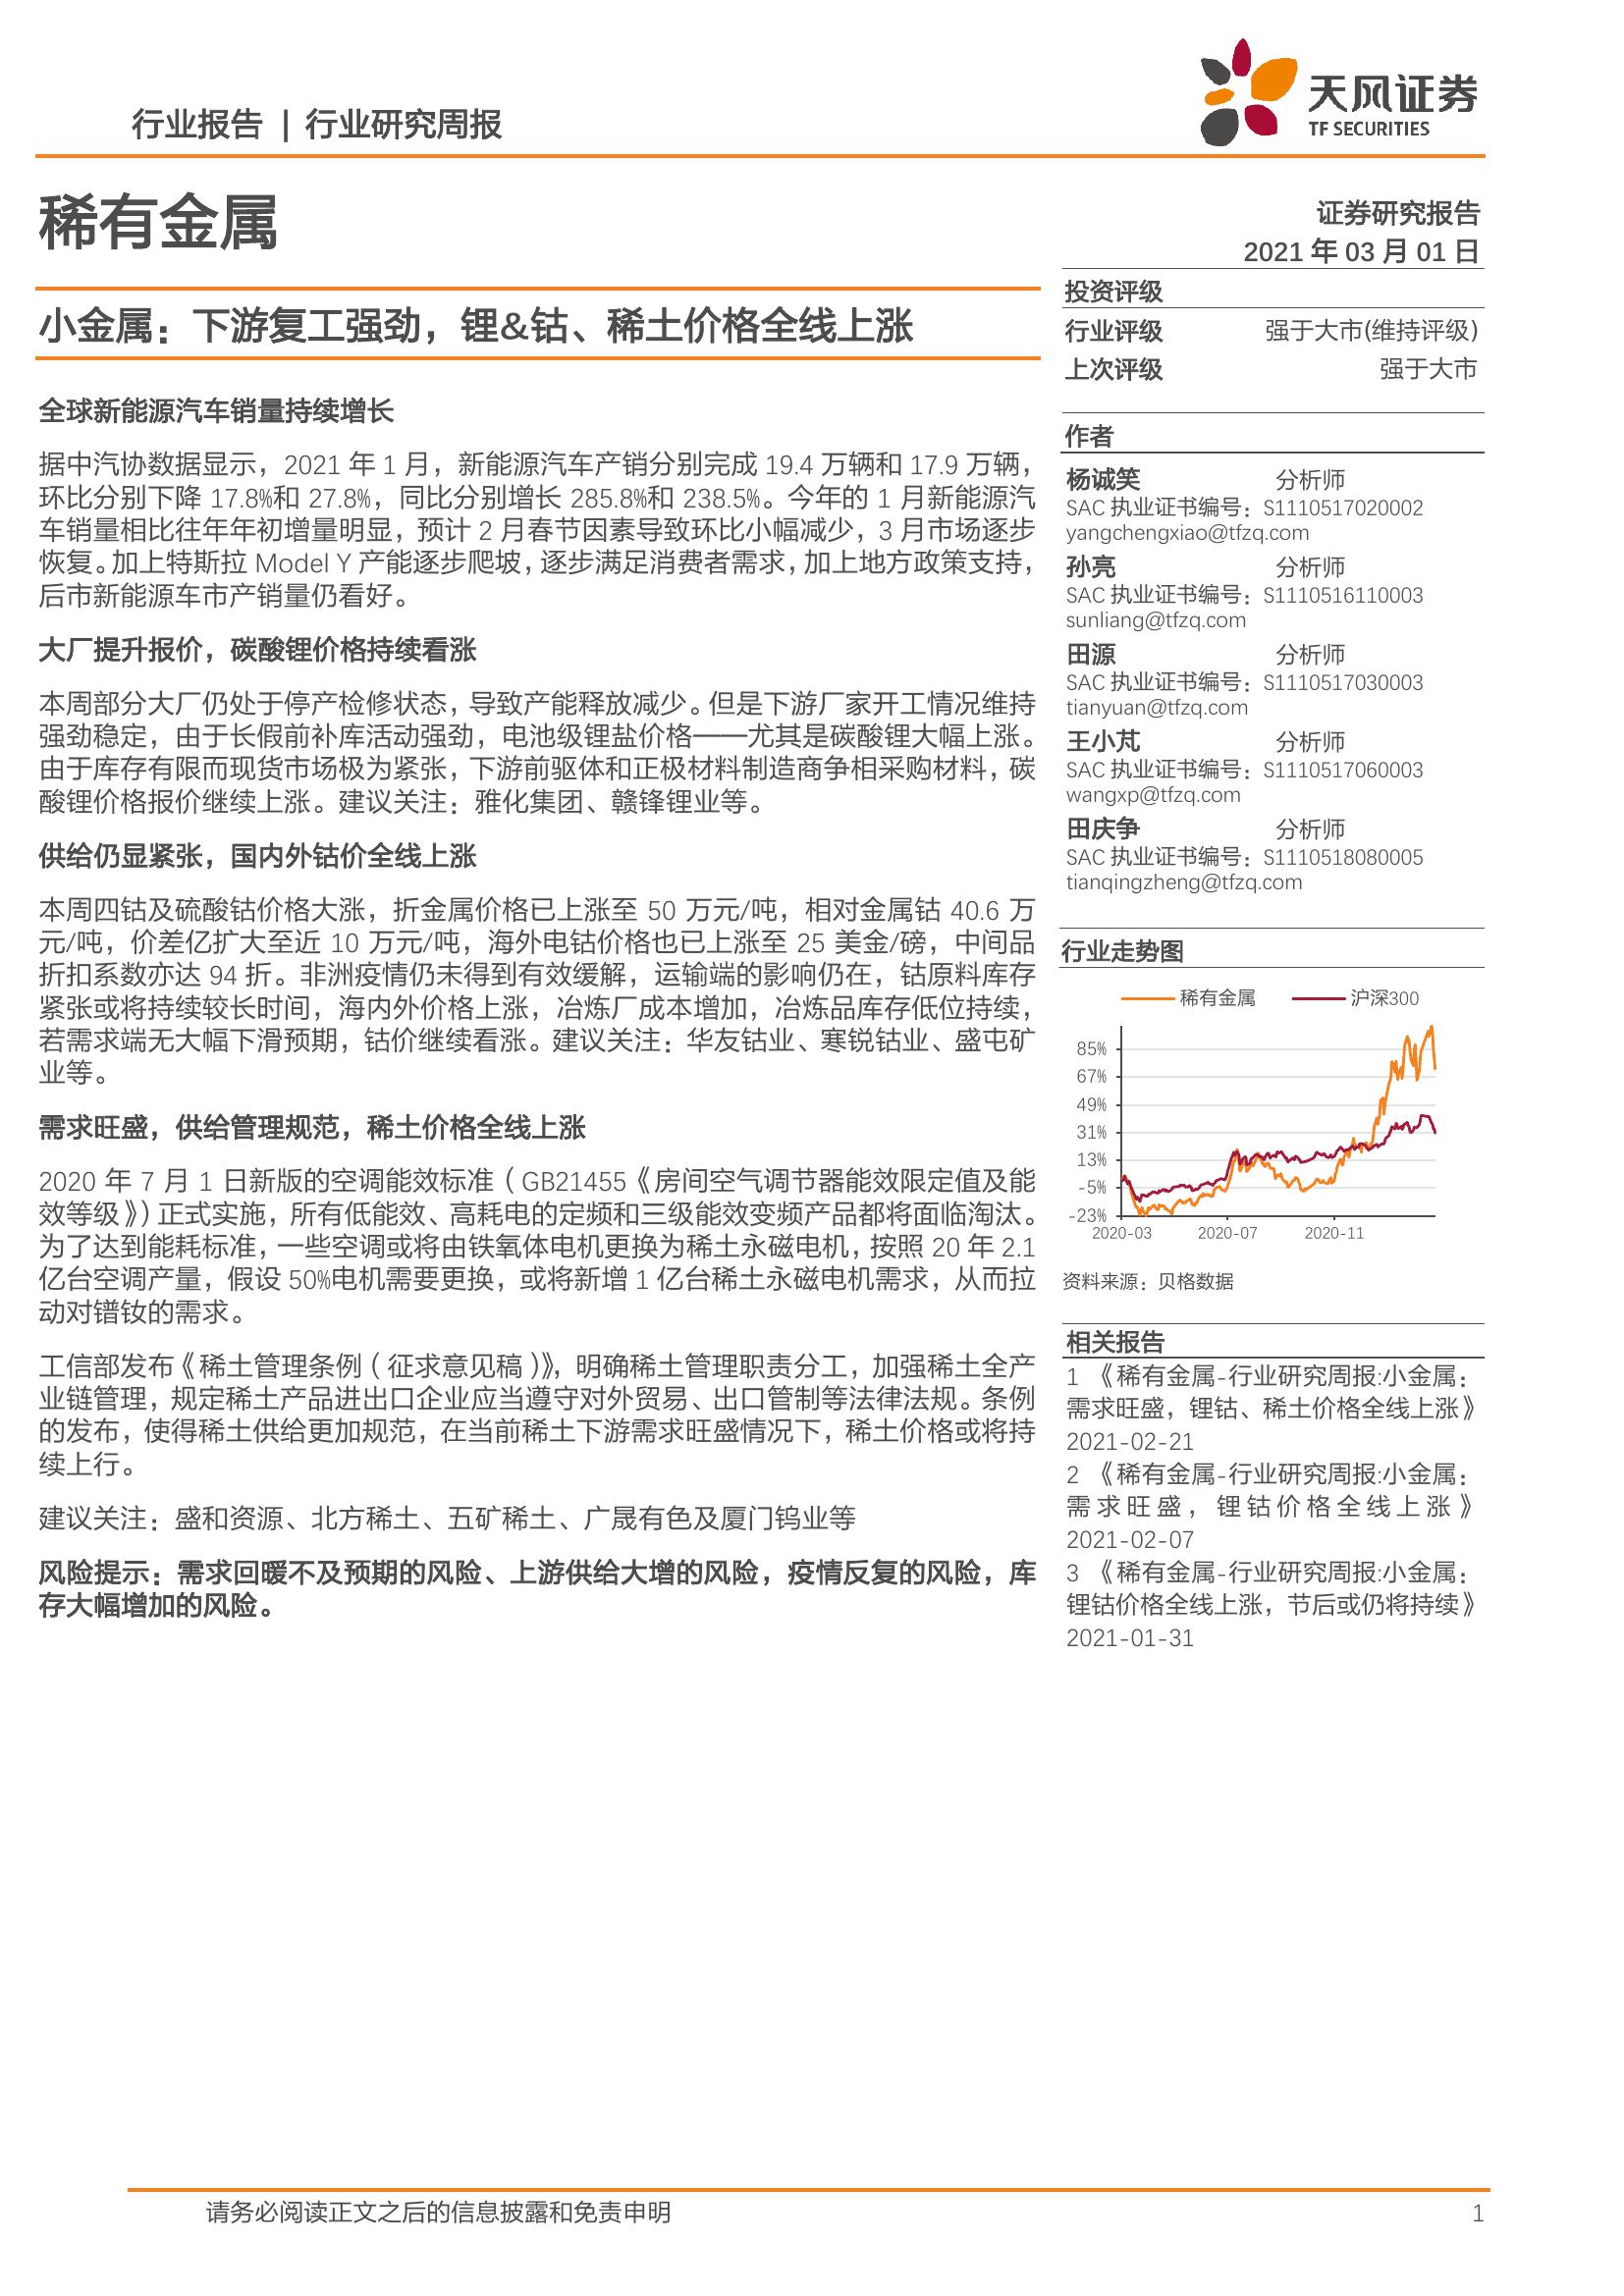 行业报告 | 行业研究周报
天风证券
TF SECURITIES
稀有金属
证券研究报告
2021 年 03 月 01 日
小金属：下游复工强劲，锂&钴、稀土价格全线上涨
全球新能源汽车销量持续增长
据中汽协数据显示，2021 年 1 月，新能源汽车产销分别完成 19.4 万辆和 17.9 万辆，
环比分别下降 17.8%和 27.8%，同比分别增长 285.8%和 238.5%。今年的 1 月新能源汽
车销量相比往年年初增量明显，预计 2 月春节因素导致环比小幅减少，3 月市场逐步
恢复。加上特斯拉 Model Y 产能逐步爬坡，逐步满足消费者需求，加上地方政策支持，
后市新能源车市产销量仍看好。
大厂提升报价，碳酸锂价格持续看涨
本周部分大厂仍处于停产检修状态，导致产能释放减少。但是下游厂家开工情况维持
强劲稳定，由于长假前补库活动强劲，电池级锂盐价格——尤其是碳酸锂大幅上涨。
由于库存有限而现货市场极为紧张，下游前驱体和正极材料制造商争相采购材料，碳
酸锂价格报价继续上涨。建议关注：雅化集团、赣锋锂业等。
供给仍显紧张，国内外钴价全线上涨
本周四钴及硫酸钴价格大涨，折金属价格已上涨至 50 万元/吨，相对金属钴 40.6 万
元/吨，价差亿扩大至近 10 万元/吨，海外电钴价格也已上涨至 25 美金/磅，中间品
折扣系数亦达 94 折。非洲疫情仍未得到有效缓解，运输端的影响仍在，钴原料库存
紧张或将持续较长时间，海内外价格上涨，冶炼厂成本增加，冶炼品库存低位持续，
若需求端无大幅下滑预期，钴价继续看涨。建议关注：华友钴业、寒锐钴业、盛屯矿
业等。
需求旺盛，供给管理规范，稀土价格全线上涨
2020 年 7 月 1 日新版的空调能效标准（GB21455《房间空气调节器能效限定值及能
效等级》）正式实施，所有低能效、高耗电的定频和三级能效变频产品都将面临淘汰。
为了达到能耗标准，一些空调或将由铁氧体电机更换为稀土永磁电机，按照 20 年 2.1
亿台空调产量，假设 50%电机需要更换，或将新增 1 亿台稀土永磁电机需求，从而拉
动对镨钕的需求。
工信部发布《稀土管理条例（征求意见稿）》，明确稀土管理职责分工，加强稀土全产
业链管理，规定稀土产品进出口企业应当遵守对外贸易、出口管制等法律法规。条例
的发布，使得稀土供给更加规范，在当前稀土下游需求旺盛情况下，稀土价格或将持
续上行。
建议关注：盛和资源、北方稀土、五矿稀土、广晟有色及厦门钨业等
风险提示：需求回暖不及预期的风险、上游供给大增的风险，疫情反复的风险，库
存大幅增加的风险。
投资评级
行业评级 强于大市(维持评级)
上次评级 强于大市
作者
杨诚笑 分析师
SAC 执业证书编号：S1110517020002
yangchengxiao@tfzq.com
孙亮 分析师
SAC 执业证书编号：S1110516110003
sunliang@tfzq.com
田源 分析师
SAC 执业证书编号：S1110517030003
tianyuan@tfzq.com
王小芃 分析师
SAC 执业证书编号：S1110517060003
wangxp@tfzq.com
田庆争 分析师
SAC 执业证书编号：S1110518080005
tianqingzheng@tfzq.com
行业走势图
稀有金属 沪深300
85%
67%
49%
31%
13%
-5%
-23%
2020-03 2020-07 2020-11
资料来源：贝格数据
相关报告
1 《稀有金属-行业研究周报:小金属：
需求旺盛，锂钴、稀土价格全线上涨》
2021-02-21
2 《稀有金属-行业研究周报:小金属：
需求旺盛，锂钴价格全线上涨》
2021-02-07
3 《稀有金属-行业研究周报:小金属：
锂钴价格全线上涨，节后或仍将持续》
2021-01-31
请务必阅读正文之后的信息披露和免责申明 1